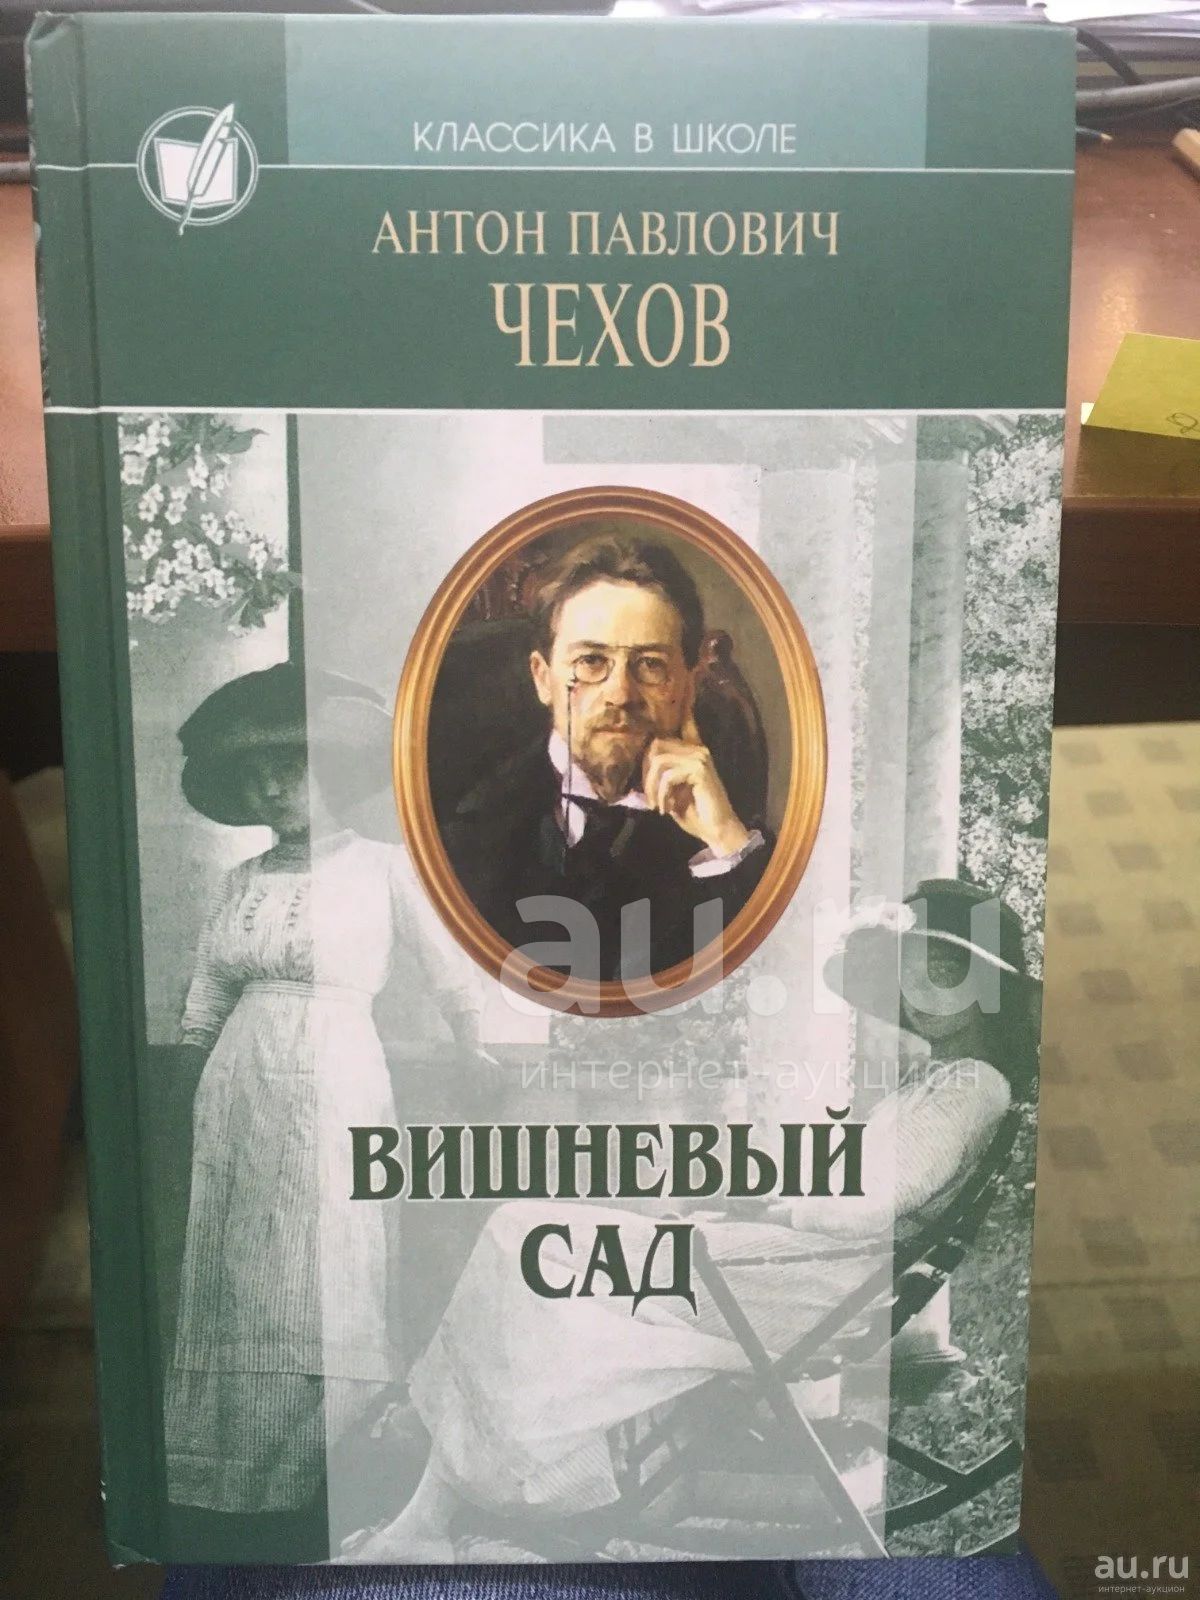 КЛАССИКА В ШКОЛЕ
АНТОН ПАВЛОВИЧ
ЧЕХОВ
au.ru
интернет-аукцион
ВИШНЕВЫЙ
САД
au.ru
интернет-аукцион